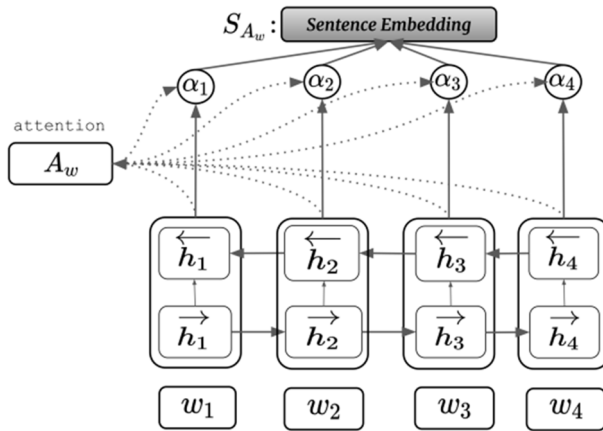 S_{A_w}: Sentence Embedding
α₁ α₂ α₃ α₄
attention
A_w
←h₁ ←h₂ ←h₃ ←h₄
→h₁ →h₂ →h₃ →h₄
w₁ w₂ w₃ w₄